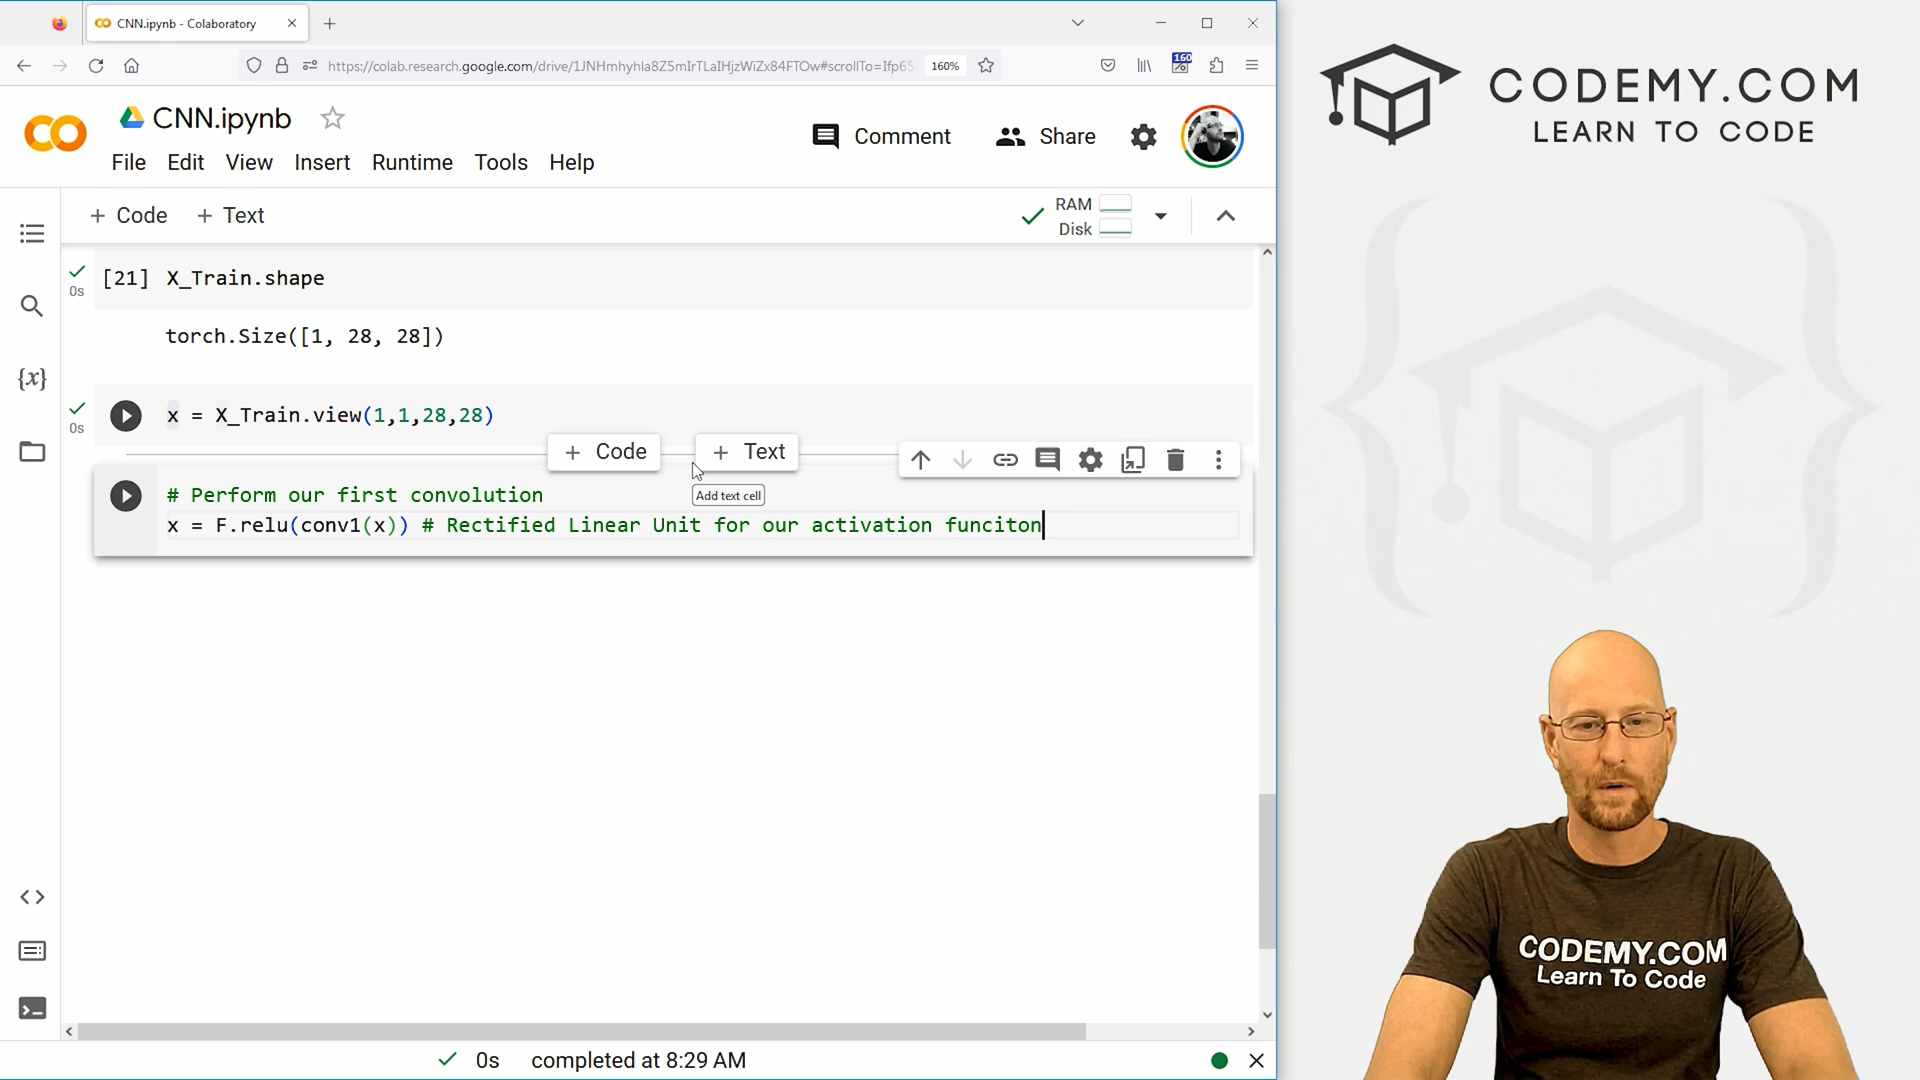 CNN.ipynb - Colaboratory
https://colab.research.google.com/drive/1JNHmhyhla8Z5mIrTLaIHjzWiZx84FTOw#scrollTo=Ifp65
160%
160
CNN.ipynb
Comment
Share
File Edit View Insert Runtime Tools Help
+ Code + Text
RAM
Disk
0s
[21] X_Train.shape
torch.Size([1, 28, 28])
0s
x = X_Train.view(1,1,28,28)
+ Code + Text
Add text cell
# Perform our first convolution
x = F.relu(conv1(x)) # Rectified Linear Unit for our activation funciton
{x}
0s completed at 8:29 AM
CODEMY.COM
LEARN TO CODE
CODEMY.COM
Learn To Code